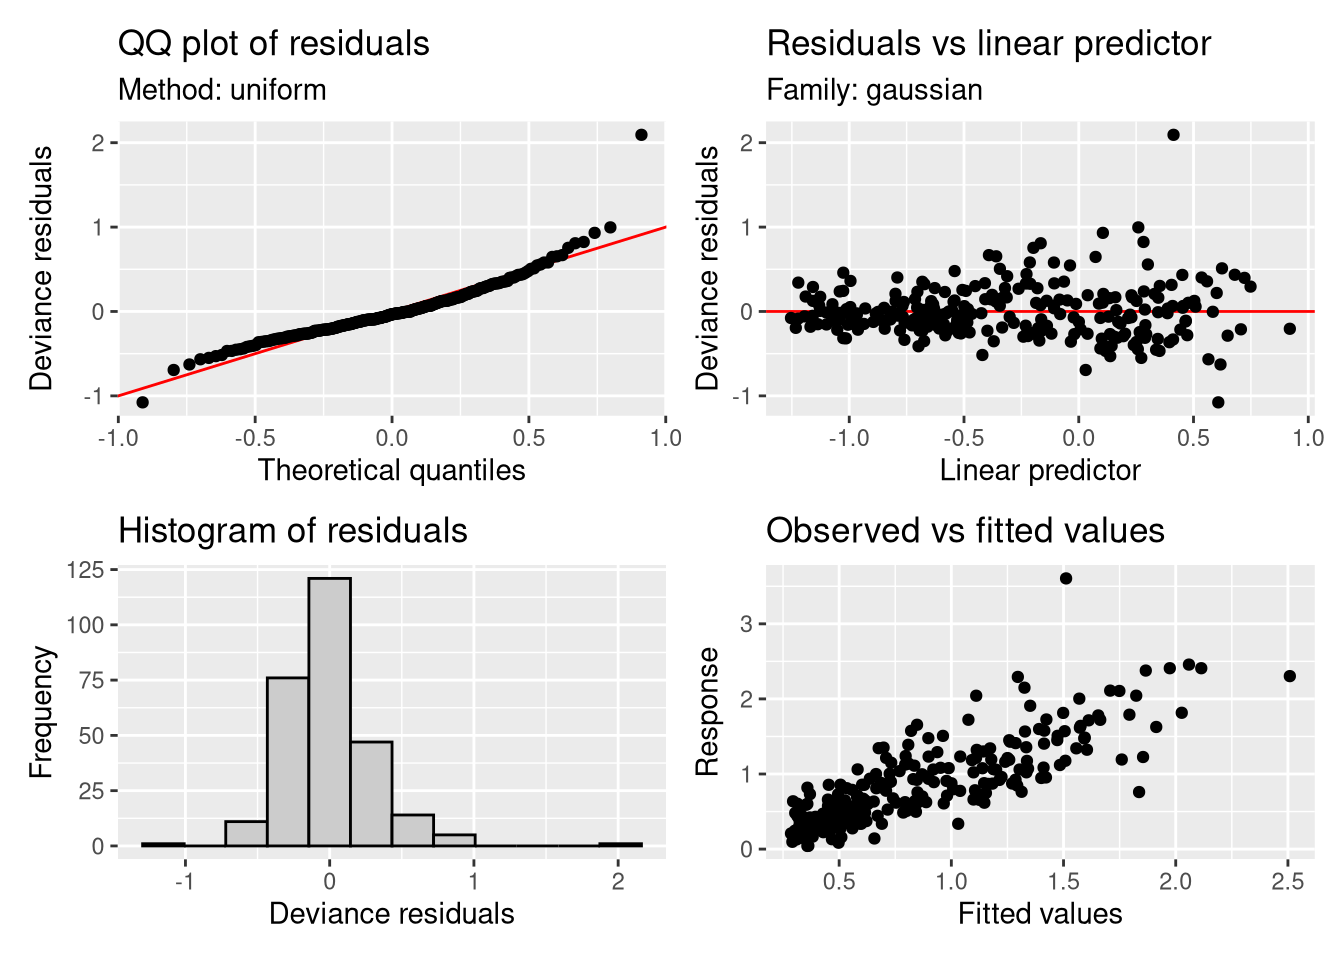 QQ plot of residuals
Method: uniform
Deviance residuals
2
1
0
-1
-1.0 -0.5 0.0 0.5 1.0
Theoretical quantiles
Residuals vs linear predictor
Family: gaussian
Deviance residuals
2
1
0
-1
-1.0 -0.5 0.0 0.5 1.0
Linear predictor
Histogram of residuals
Frequency
125
100
75
50
25
0
-1 0 1 2
Deviance residuals
Observed vs fitted values
Response
3
2
1
0
0.5 1.0 1.5 2.0 2.5
Fitted values